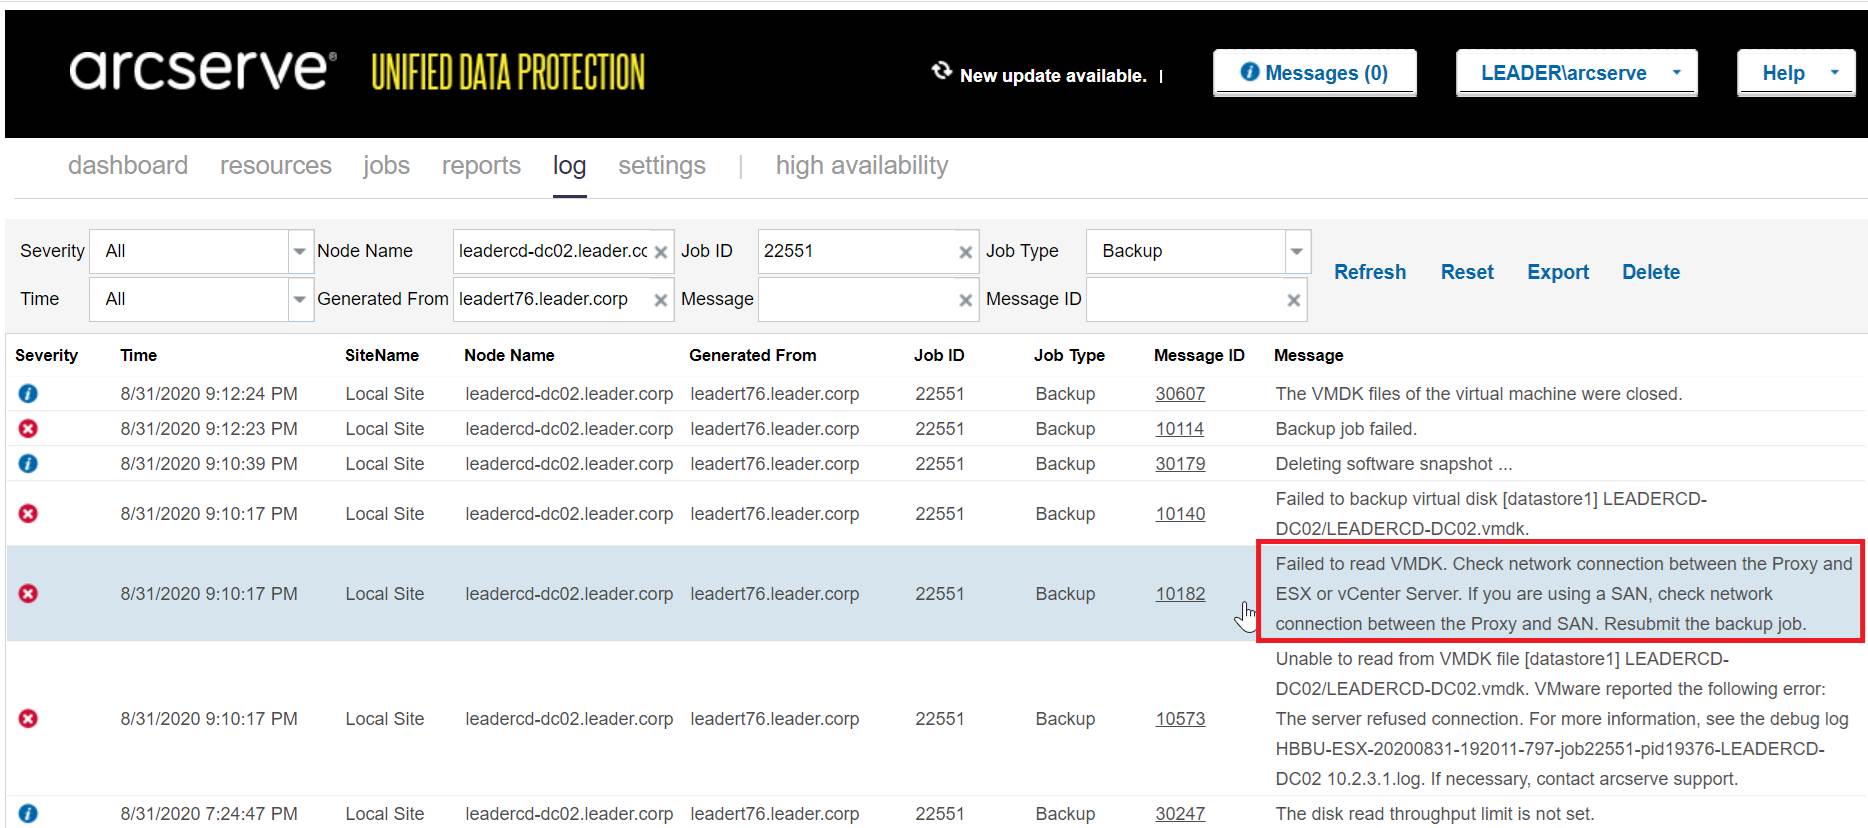 arcserve® UNIFIED DATA PROTECTION
New update available. |
Messages (0)
LEADER\arcserve
Help
dashboard resources jobs reports log settings | high availability
Severity All Node Name leadercd-dc02.leader.cc Job ID 22551 Job Type Backup
Refresh Reset Export Delete
Time All Generated From leadert76.leader.corp Message Message ID
Severity Time SiteName Node Name Generated From Job ID Job Type Message ID Message
8/31/2020 9:12:24 PM Local Site leadercd-dc02.leader.corp leadert76.leader.corp 22551 Backup 30607 The VMDK files of the virtual machine were closed.
8/31/2020 9:12:23 PM Local Site leadercd-dc02.leader.corp leadert76.leader.corp 22551 Backup 10114 Backup job failed.
8/31/2020 9:10:39 PM Local Site leadercd-dc02.leader.corp leadert76.leader.corp 22551 Backup 30179 Deleting software snapshot ...
8/31/2020 9:10:17 PM Local Site leadercd-dc02.leader.corp leadert76.leader.corp 22551 Backup 10140 Failed to backup virtual disk [datastore1] LEADERCD-
DC02/LEADERCD-DC02.vmdk.
8/31/2020 9:10:17 PM Local Site leadercd-dc02.leader.corp leadert76.leader.corp 22551 Backup 10182 Failed to read VMDK. Check network connection between the Proxy and
ESX or vCenter Server. If you are using a SAN, check network
connection between the Proxy and SAN. Resubmit the backup job.
8/31/2020 9:10:17 PM Local Site leadercd-dc02.leader.corp leadert76.leader.corp 22551 Backup 10573 Unable to read from VMDK file [datastore1] LEADERCD-
DC02/LEADERCD-DC02.vmdk. VMware reported the following error:
The server refused connection. For more information, see the debug log
HBBU-ESX-20200831-192011-797-job22551-pid19376-LEADERCD-
DC02 10.2.3.1.log. If necessary, contact arcserve support.
8/31/2020 7:24:47 PM Local Site leadercd-dc02.leader.corp leadert76.leader.corp 22551 Backup 30247 The disk read throughput limit is not set.